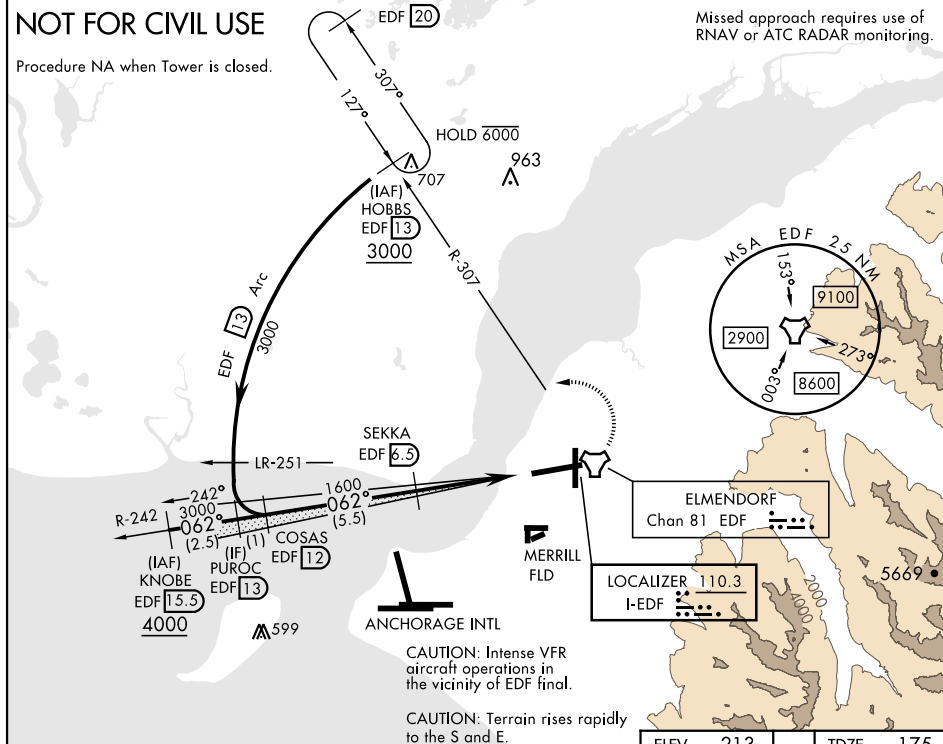 NOT FOR CIVIL USE
Procedure NA when Tower is closed.
EDF 20
Missed approach requires use of
RNAV or ATC RADAR monitoring.
307°
127°
HOLD 6000
707
963
(IAF)
HOBBS
EDF 13
3000
R-307
EDF 13 Arc
3000
MSA EDF 25 NM
153°
9100
2900
273°
003°
8600
SEKKA
EDF 6.5
LR-251
R-242
242°
3000
062°
(2.5)
(1)
1600
062°
(5.5)
COSAS
EDF 12
(IF)
PUROC
EDF 13
(IAF)
KNOBE
EDF 15.5
4000
599
ELMENDORF
Chan 81 EDF
MERRILL
FLD
LOCALIZER 110.3
I-EDF
ANCHORAGE INTL
5669
2000
4000
CAUTION: Intense VFR
aircraft operations in
the vicinity of EDF final.
CAUTION: Terrain rises rapidly
to the S and E.
ELEV 213
TDZE 175